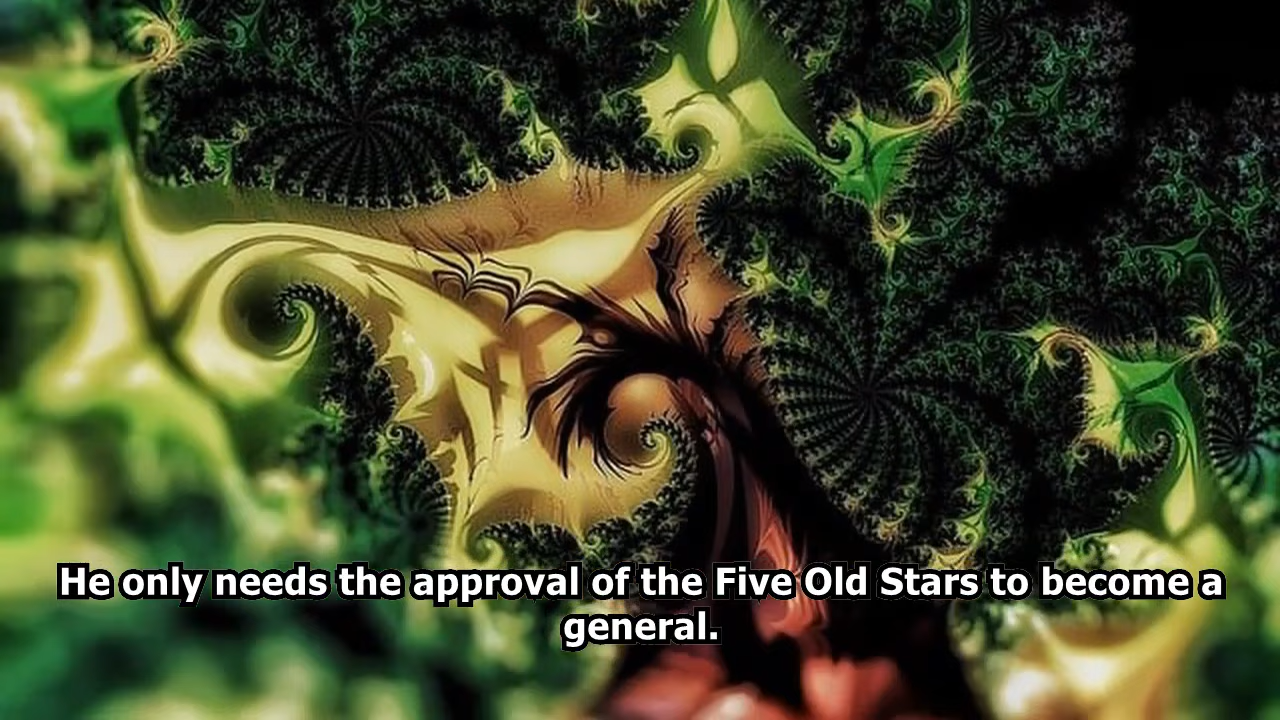 He only needs the approval of the Five Old Stars to become a
general.